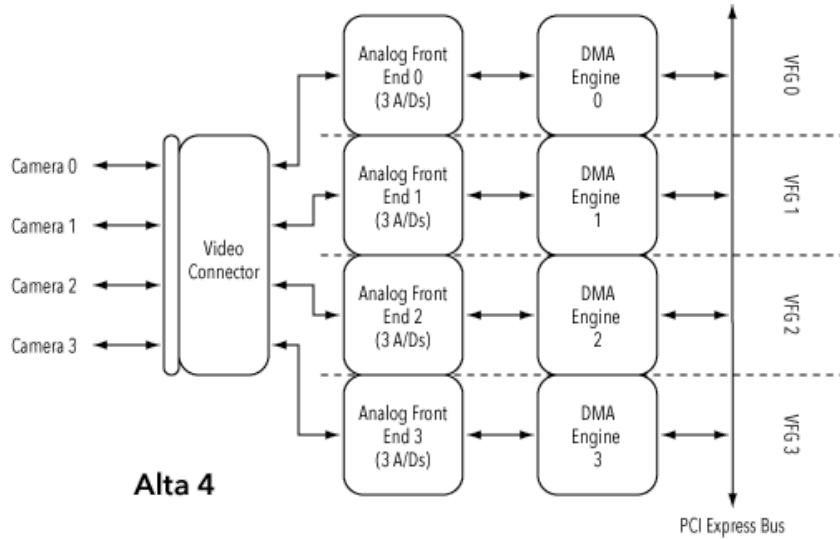 Camera 0
Camera 1
Camera 2
Camera 3
Video
Connector
Analog Front
End 0
(3 A/Ds)
DMA
Engine
0
VFG 0
Analog Front
End 1
(3 A/Ds)
DMA
Engine
1
VFG 1
Analog Front
End 2
(3 A/Ds)
DMA
Engine
2
VFG 2
Analog Front
End 3
(3 A/Ds)
DMA
Engine
3
VFG 3
Alta 4
PCI Express Bus